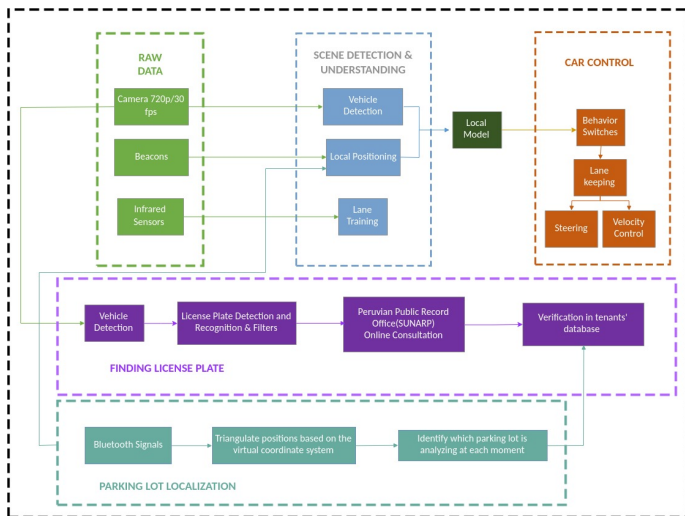 RAW
DATA
Camera 720p/30
fps
Beacons
Infrared
Sensors
SCENE DETECTION &
UNDERSTANDING
Vehicle
Detection
Local Positioning
Lane
Training
Local
Model
CAR CONTROL
Behavior
Switches
Lane
keeping
Steering
Velocity
Control
Vehicle
Detection
License Plate Detection and
Recognition & Filters
Peruvian Public Record
Office(SUNARP)
Online Consultation
Verification in tenants'
database
FINDING LICENSE PLATE
Bluetooth Signals
Triangulate positions based on the
virtual coordinate system
Identify which parking lot is
analyzing at each moment
PARKING LOT LOCALIZATION